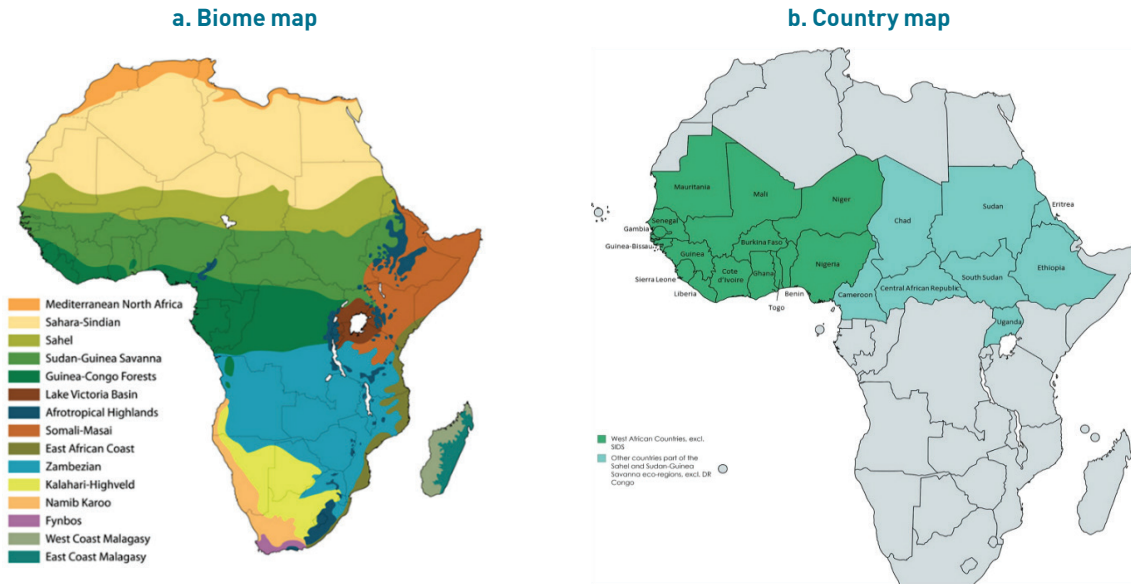 a. Biome map
Mediterranean North Africa
Sahara-Sindian
Sahel
Sudan-Guinea Savanna
Guinea-Congo Forests
Lake Victoria Basin
Afrotropical Highlands
Somali-Masai
East African Coast
Zambezian
Kalahari-Highveld
Namib Karoo
Fynbos
West Coast Malagasy
East Coast Malagasy
b. Country map
Mauritania
Mali
Niger
Chad
Sudan
Eritrea
Senegal
Gambia
Guinea-Bissau
Guinea
Sierra Leone
Liberia
Cote
d'Ivoire
Burkina Faso
Ghana
Togo
Benin
Nigeria
Cameroon
Central African Republic
South Sudan
Ethiopia
Uganda
West African Countries, excl.
SIDS
Other countries part of the
Sahel and Sudan-Guinea
Savanna eco-regions, excl. DR
Congo